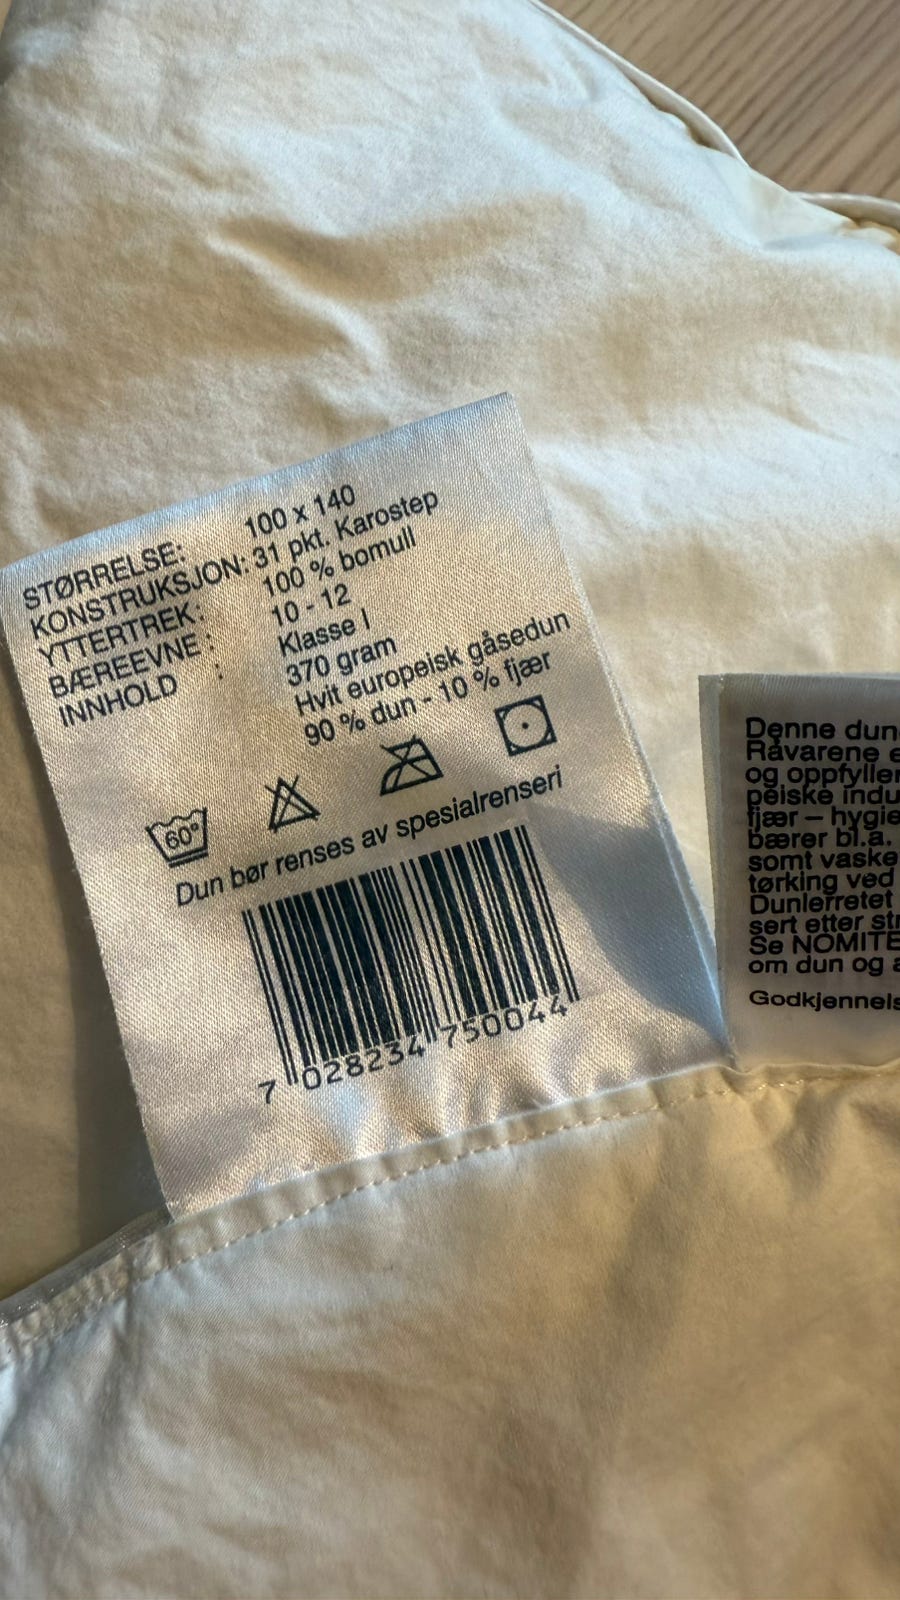 STØRRELSE: 100 x 140
KONSTRUKSJON: 31 pkt. Karostep
YTTERTREK: 100 % bomull
BÆREEVNE : 10 - 12
INNHOLD : Klasse I
370 gram
Hvit europeisk gåsedun
90 % dun - 10 % fjær
60°
Dun bør renses av spesialrenseri
7 028234 750044
Denne dun
Råvarene e
og oppfyller
peiske indu
fjær – hygie
bærer bl.a.
somt vaske
tørking ved
Dunlerretet
sert etter str
Se NOMITE
om dun og a
Godkjennels